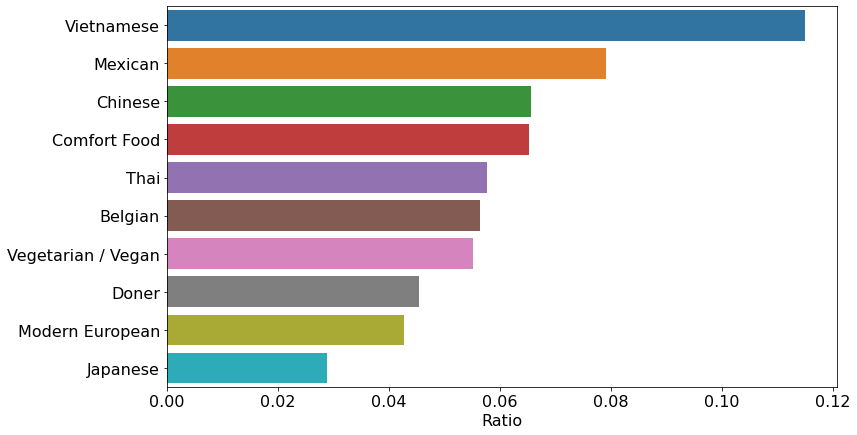 Vietnamese
Mexican
Chinese
Comfort Food
Thai
Belgian
Vegetarian / Vegan
Doner
Modern European
Japanese
0.00 0.02 0.04 0.06 0.08 0.10 0.12
Ratio